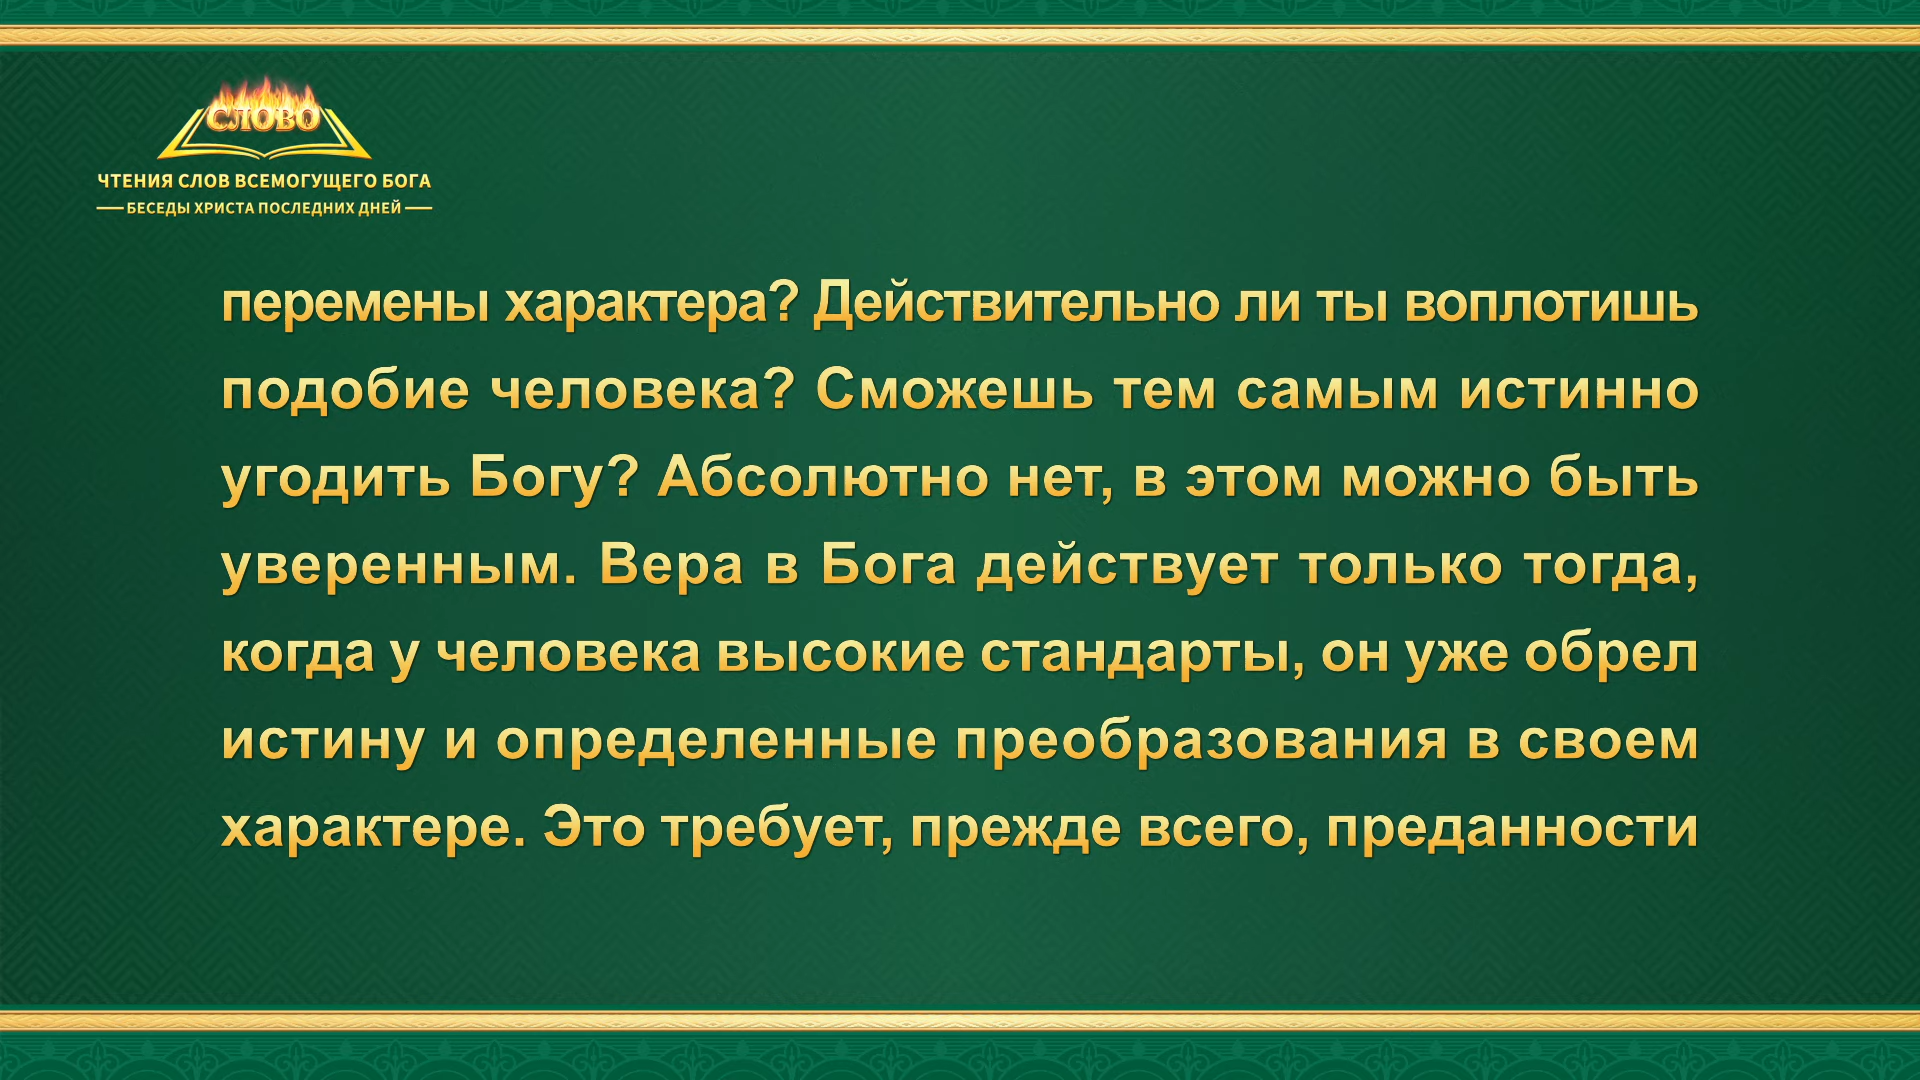 СЛОВО
ЧТЕНИЯ СЛОВ ВСЕМОГУЩЕГО БОГА
БЕСЕДЫ ХРИСТА ПОСЛЕДНИХ ДНЕЙ
перемены характера? Действительно ли ты воплотишь
подобие человека? Сможешь тем самым истинно
угодить Богу? Абсолютно нет, в этом можно быть
уверенным. Вера в Бога действует только тогда,
когда у человека высокие стандарты, он уже обрел
истину и определенные преобразования в своем
характере. Это требует, прежде всего, преданности